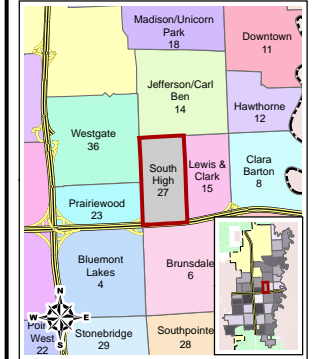 Madison/Unicorn
Park
18
Downtown
11
Jefferson/Carl
Ben
14
Hawthorne
12
Westgate
36
South
High
27
Lewis &
Clark
15
Clara
Barton
8
Prairiewood
23
Bluemont
Lakes
4
Brunsdale
6
N
W
E
S
West
22
Stonebridge
29
Southpointe
28